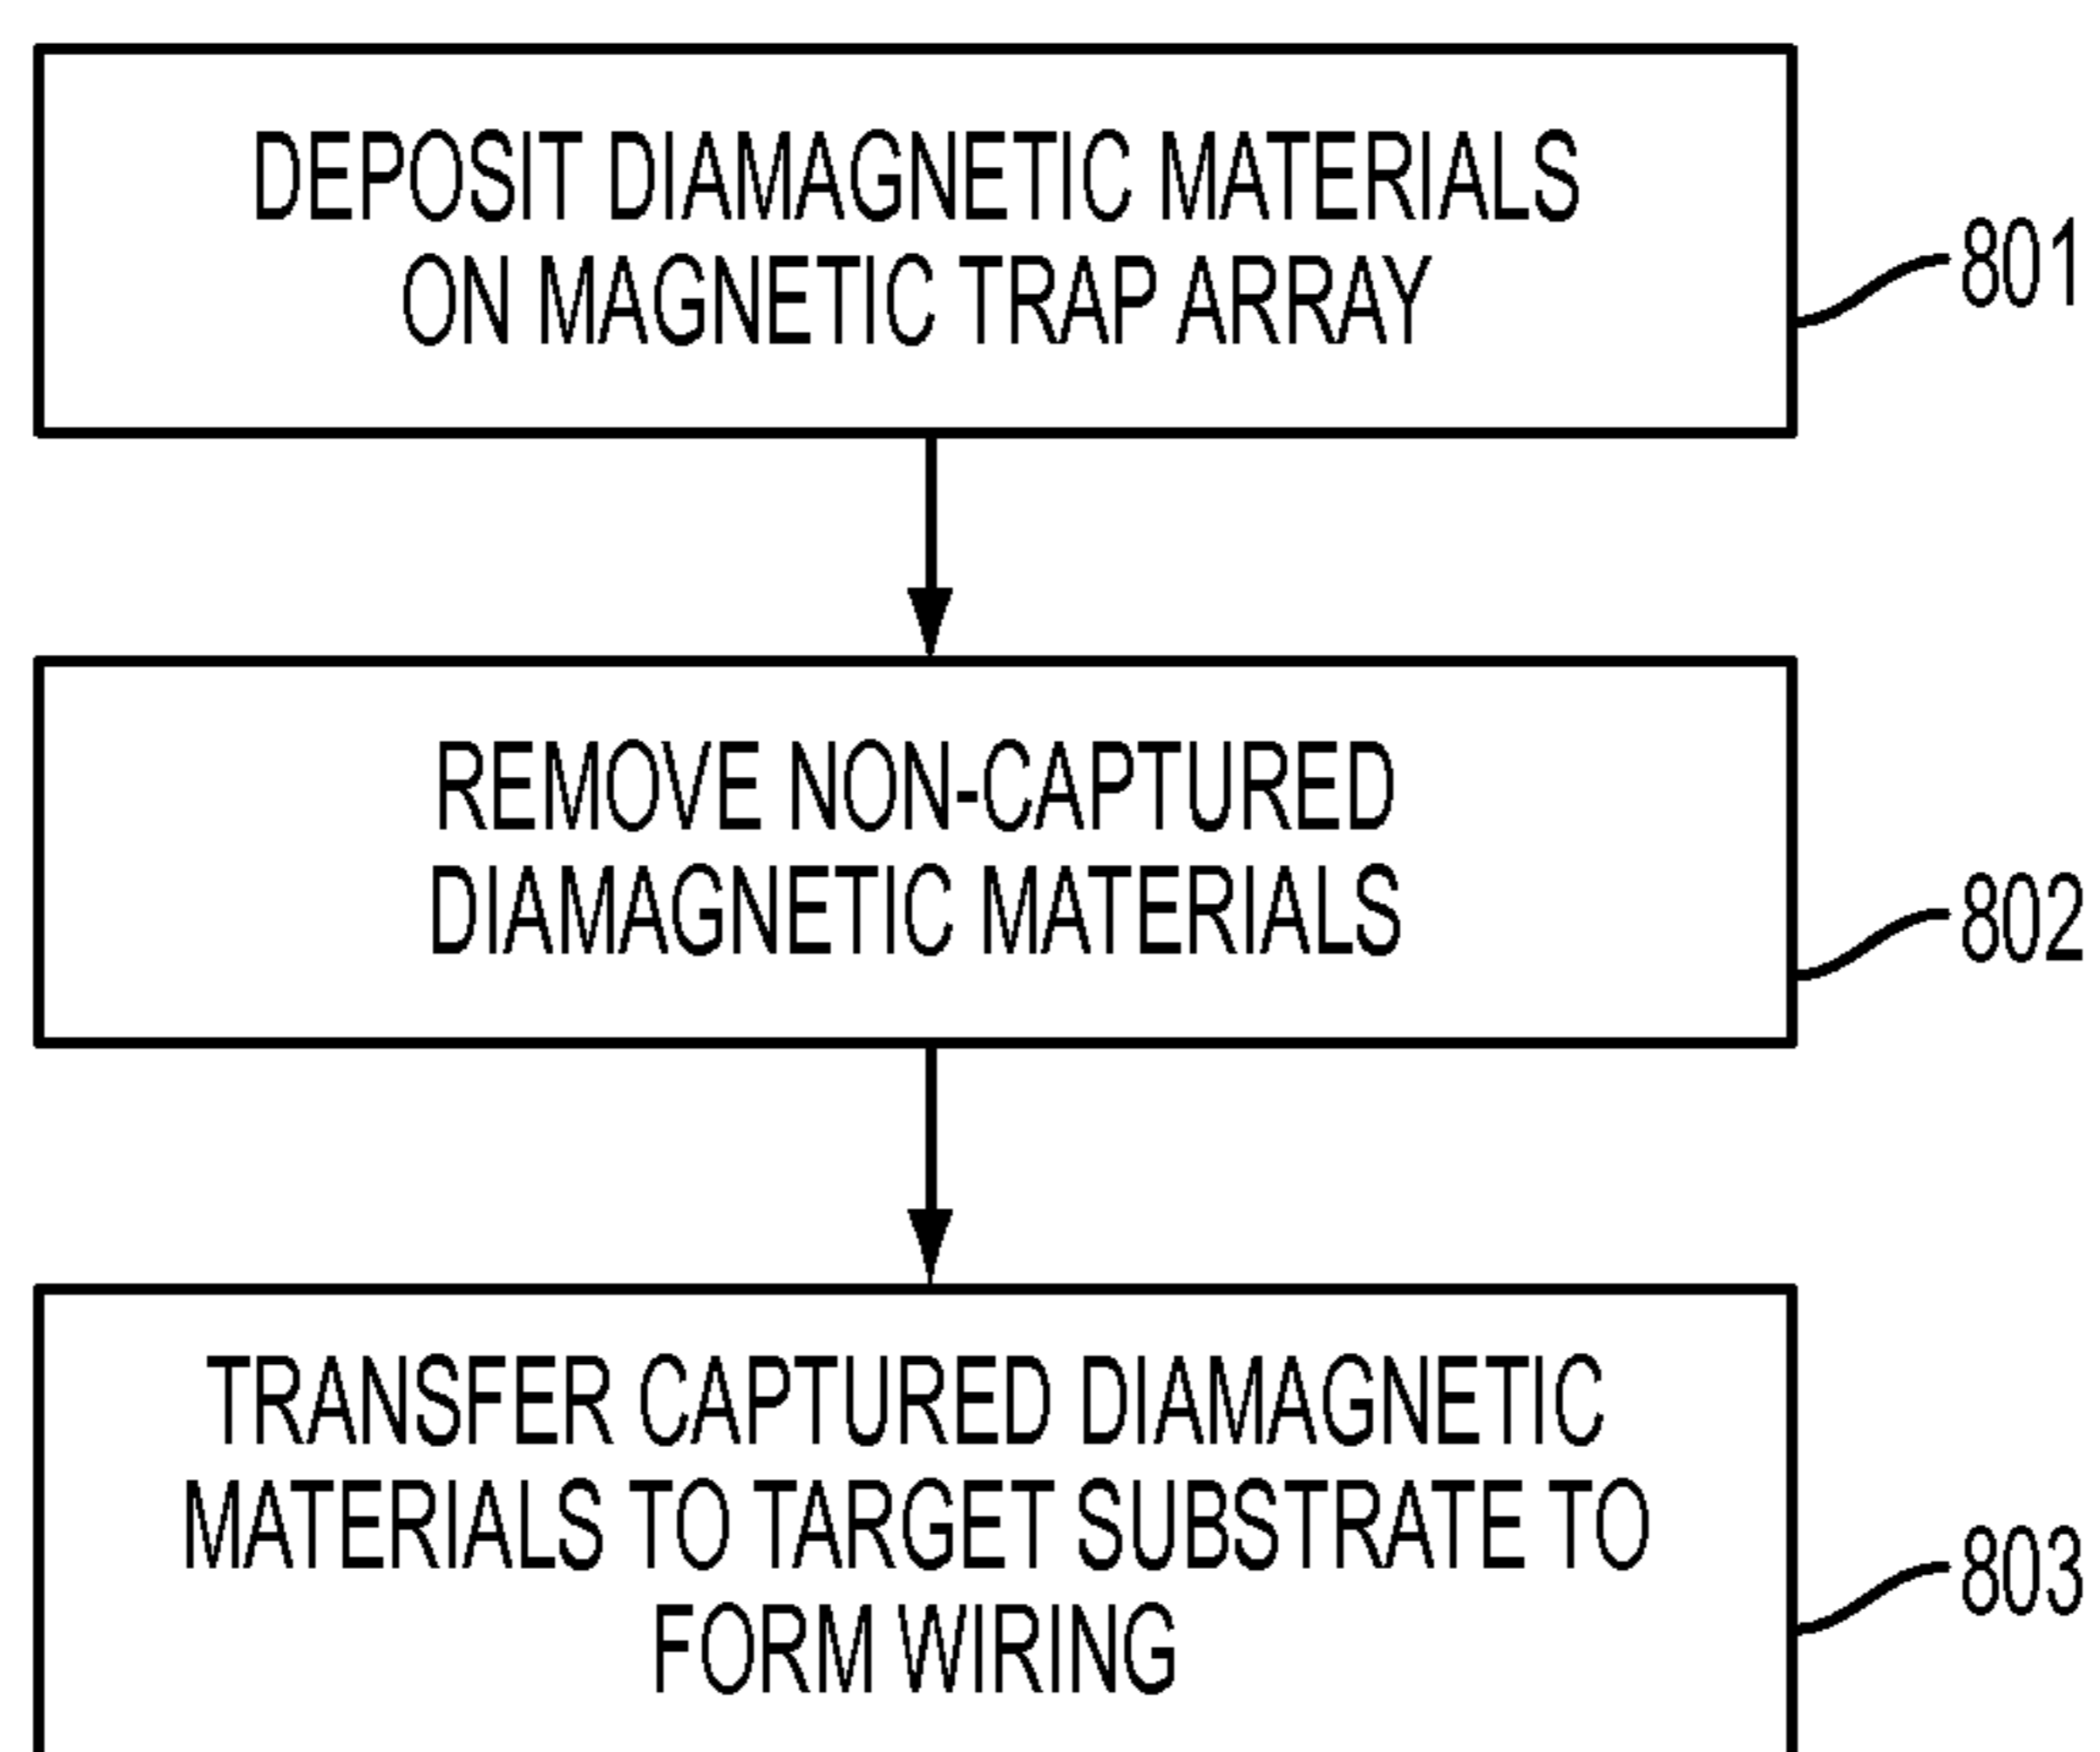 DEPOSIT DIAMAGNETIC MATERIALS
ON MAGNETIC TRAP ARRAY
801
REMOVE NON-CAPTURED
DIAMAGNETIC MATERIALS
802
TRANSFER CAPTURED DIAMAGNETIC
MATERIALS TO TARGET SUBSTRATE TO
FORM WIRING
803